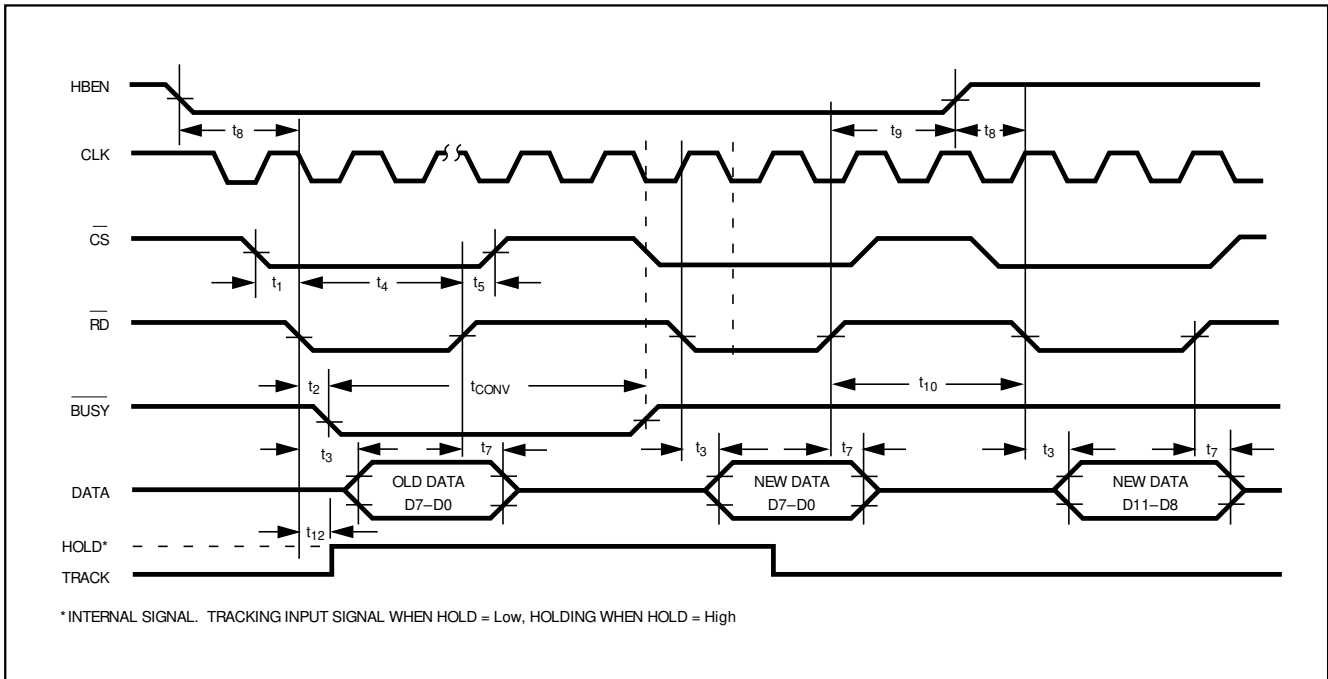 HBEN
t8
t9
t8
CLK
CS
t1
t4
t5
RD
t2
tCONV
t10
BUSY
t3
t7
t3
t7
t3
t7
DATA
OLD DATA
D7–D0
NEW DATA
D7–D0
NEW DATA
D11–D8
t12
HOLD*
TRACK
* INTERNAL SIGNAL. TRACKING INPUT SIGNAL WHEN HOLD = Low, HOLDING WHEN HOLD = High